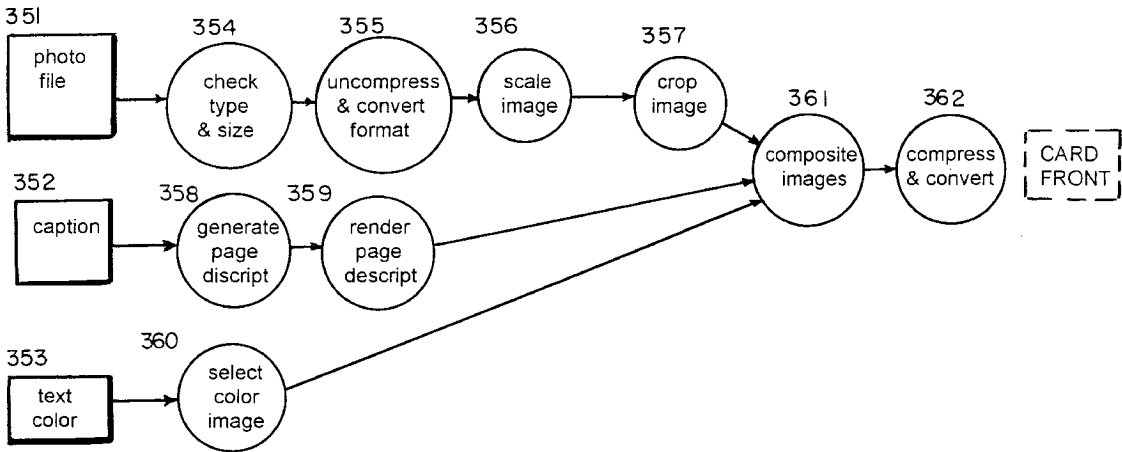 351
photo
file
354
check
type
& size
355
uncompress
& convert
format
356
scale
image
357
crop
image
361
composite
images
362
compress
& convert
CARD
FRONT
352
caption
358
generate
page
discript
359
render
page
descript
353
text
color
360
select
color
image